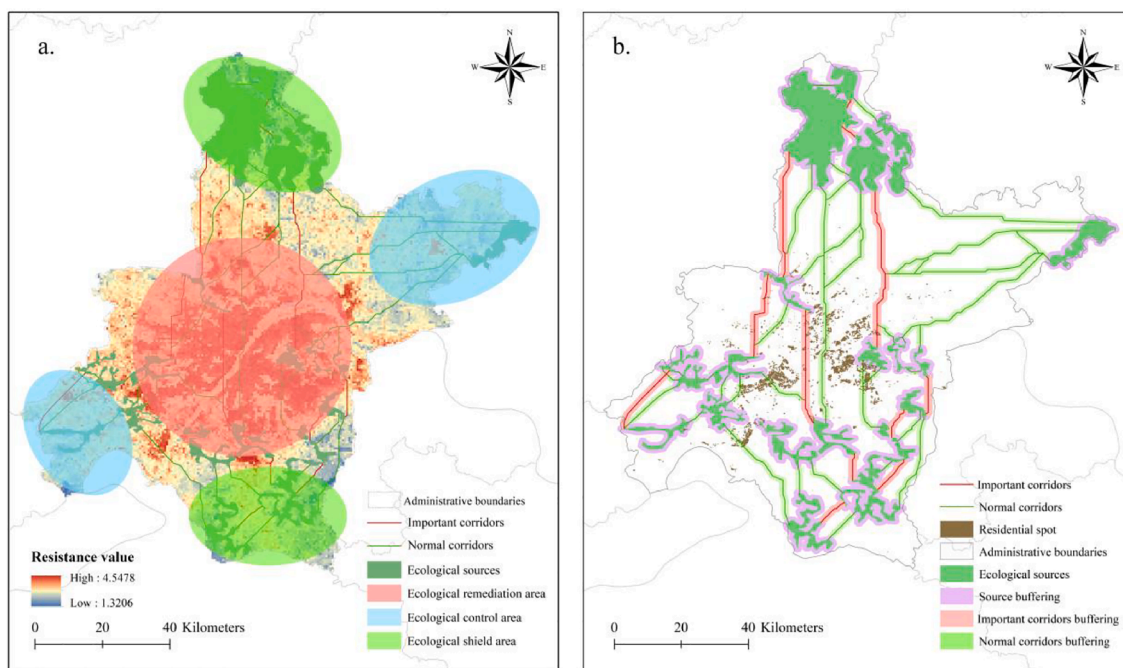 a.
N
W E
S
Administrative boundaries
Important corridors
Normal corridors
Ecological sources
Ecological remediation area
Ecological control area
Ecological shield area
Resistance value
High : 4.5478
Low : 1.3206
0 20 40 Kilometers
b.
N
W E
S
Important corridors
Normal corridors
Residential spot
Administrative boundaries
Ecological sources
Source buffering
Important corridors buffering
Normal corridors buffering
0 20 40 Kilometers